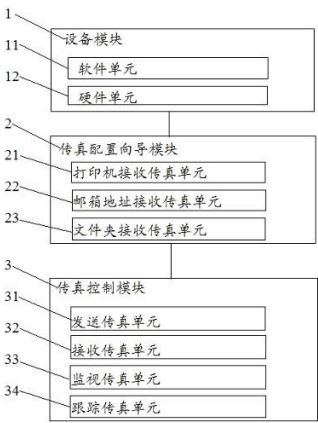 1
设备模块
11
软件单元
12
硬件单元
2
传真配置向导模块
21
打印机接收传真单元
22
邮箱地址接收传真单元
23
文件夹接收传真单元
3
传真控制模块
31
发送传真单元
32
接收传真单元
33
监视传真单元
34
跟踪传真单元